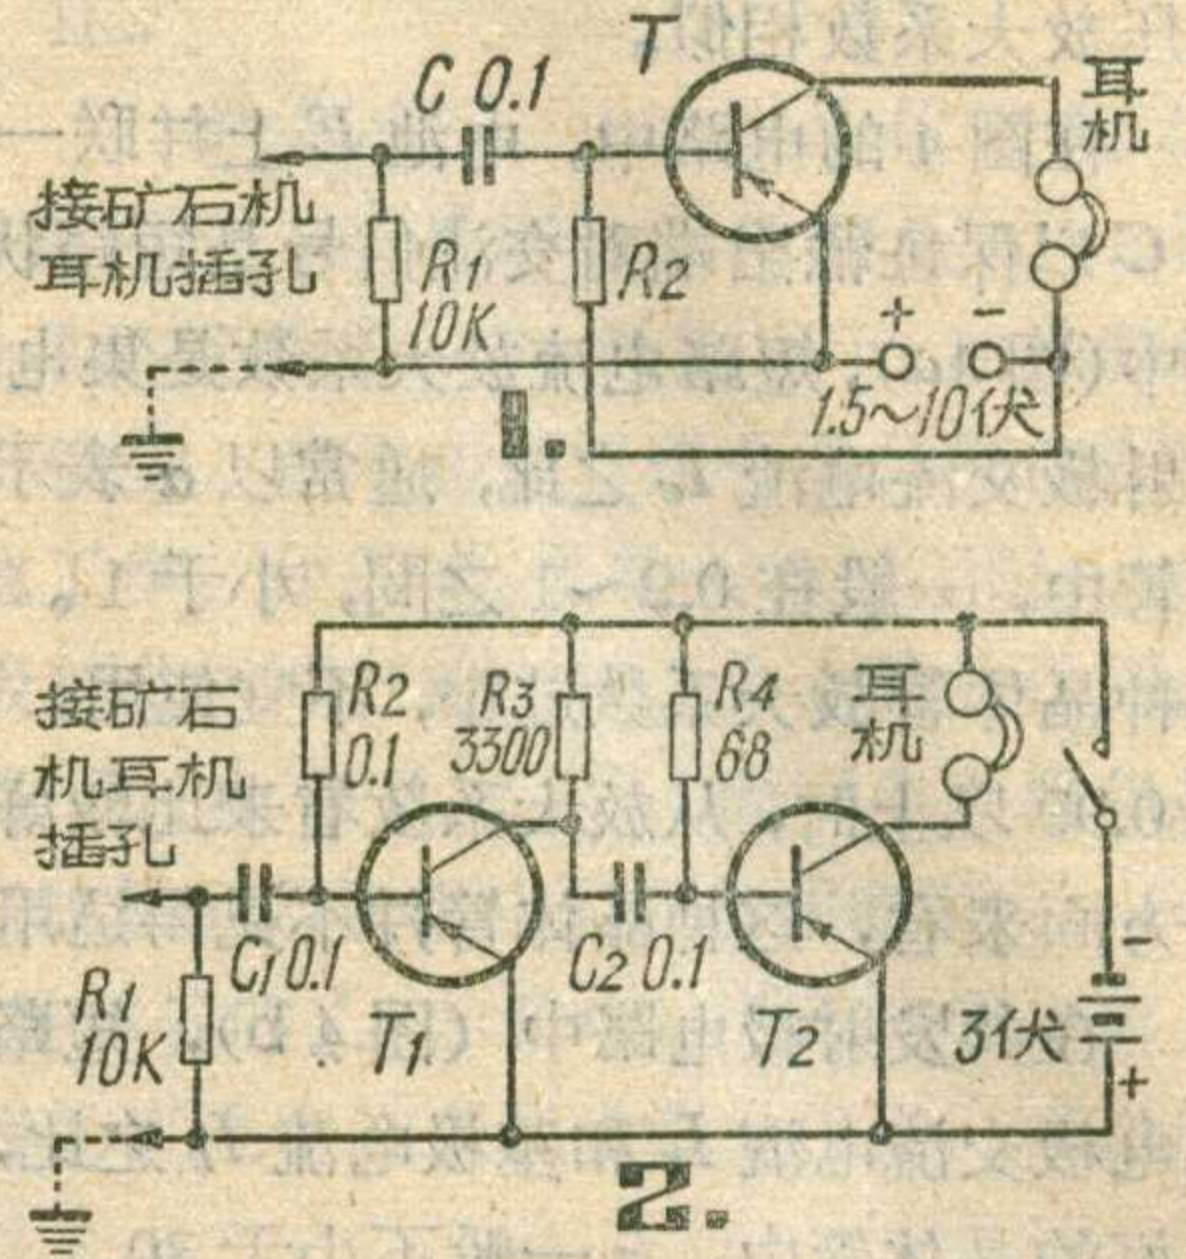 T
C 0.1
耳
机
接矿石机
耳机插孔
R1
10K
R2
+ -
1.5~10伏
1.
接矿石
机耳机
插孔
R2
0.1
R3
3300
R4
68
耳
机
C1 0.1
C2 0.1
R1
10K
T1
T2
3伏
-
+
2.